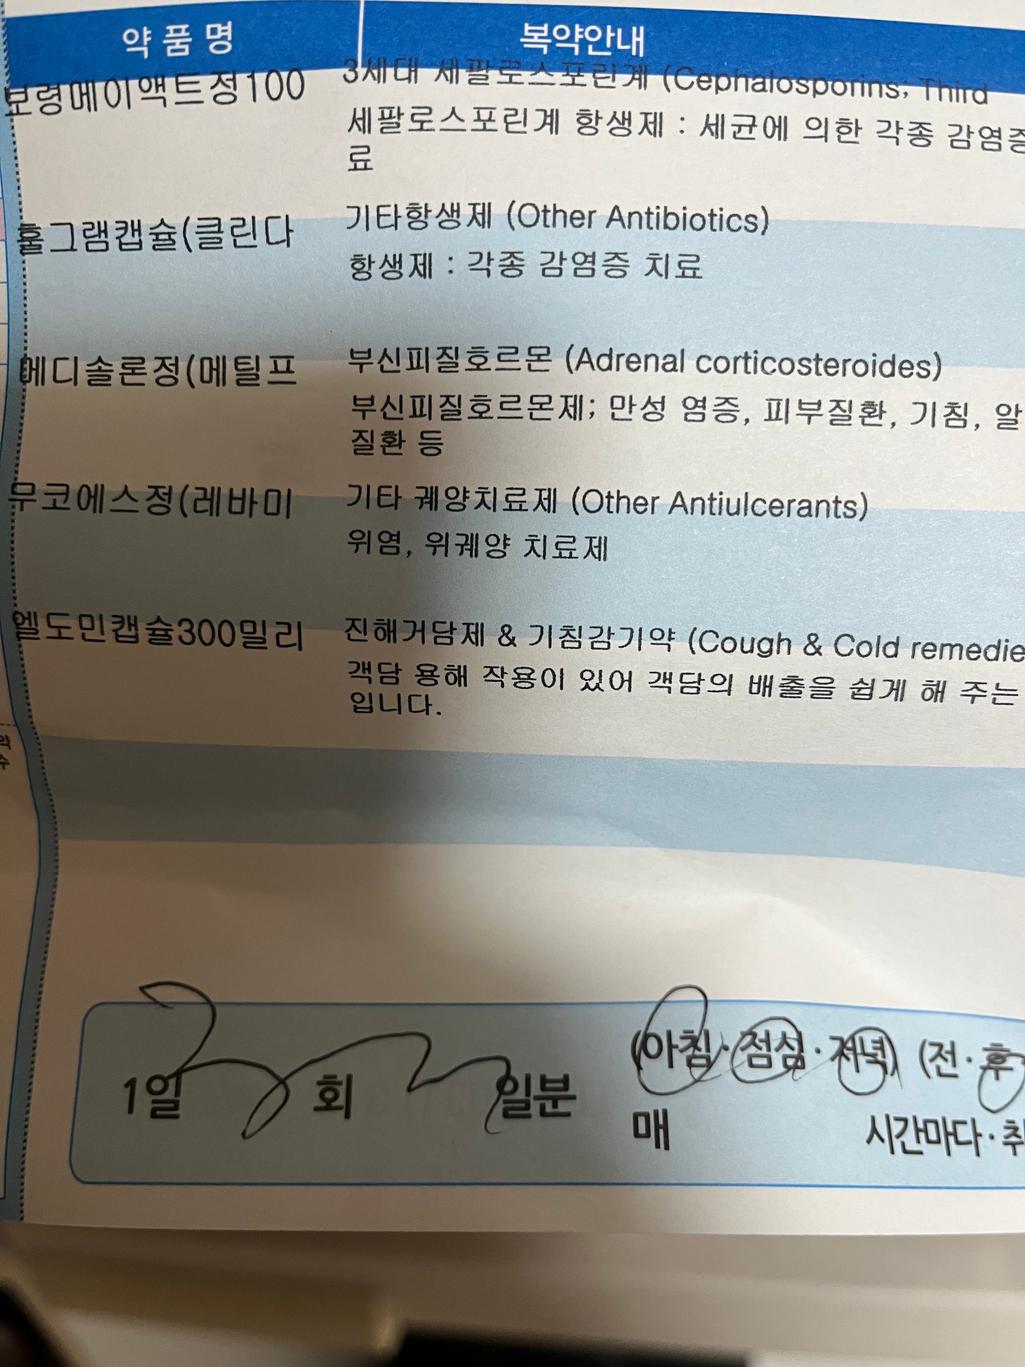 약 품 명 복약안내
보령메이액트정100 3세대 세팔로스포린계 (Cephalosporins; Third
세팔로스포린계 항생제 : 세균에 의한 각종 감염증
료
훌그램캡슐(클린다 기타항생제 (Other Antibiotics)
항생제 : 각종 감염증 치료
메디솔론정(메틸프 부신피질호르몬 (Adrenal corticosteroides)
부신피질호르몬제; 만성 염증, 피부질환, 기침, 알
질환 등
무코에스정(레바미 기타 궤양치료제 (Other Antiulcerants)
위염, 위궤양 치료제
엘도민캡슐300밀리 진해거담제 & 기침감기약 (Cough & Cold remedie
객담 용해 작용이 있어 객담의 배출을 쉽게 해 주는
입니다.
1일 회 일분 (아침·점심·저녁) (전·후
매 시간마다·취